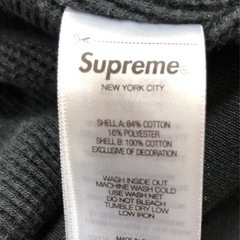 Supreme®
NEW YORK CITY
SHELL A: 84% COTTON
16% POLYESTER
SHELL B: 100% COTTON
EXCLUSIVE OF DECORATION
WASH INSIDE OUT
MACHINE WASH COLD
USE WASH NET
DO NOT BLEACH
TUMBLE DRY LOW
LOW IRON